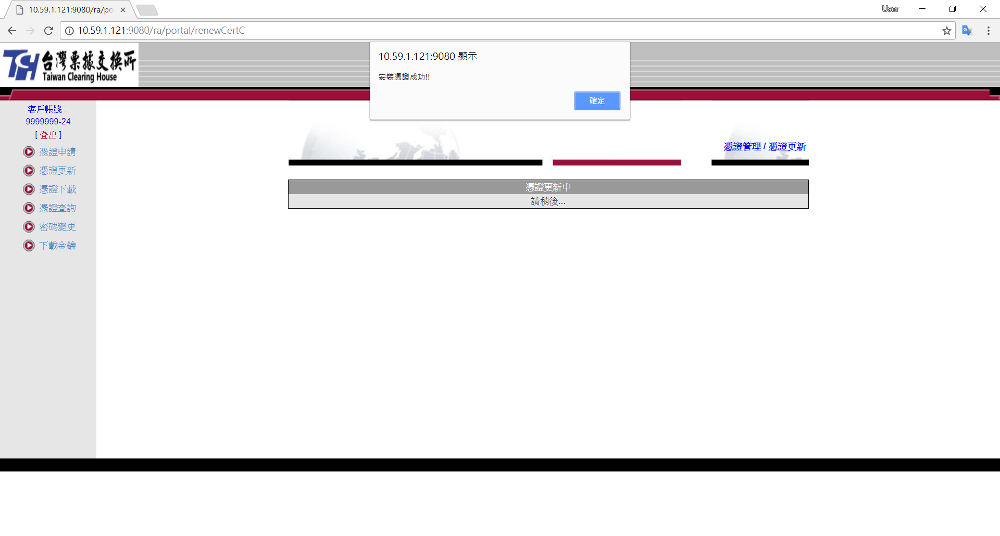 10.59.1.121:9080/ra/po
User
10.59.1.121:9080/ra/portal/renewCertC
TCH 台灣票據交換所
Taiwan Clearing House
10.59.1.121:9080 顯示
安裝憑證成功!!
確定
客戶帳號 :
9999999-24
[ 登出 ]
憑證申請
憑證更新
憑證下載
憑證查詢
密碼變更
下載金鑰
憑證管理 / 憑證更新
憑證更新中
請稍後...